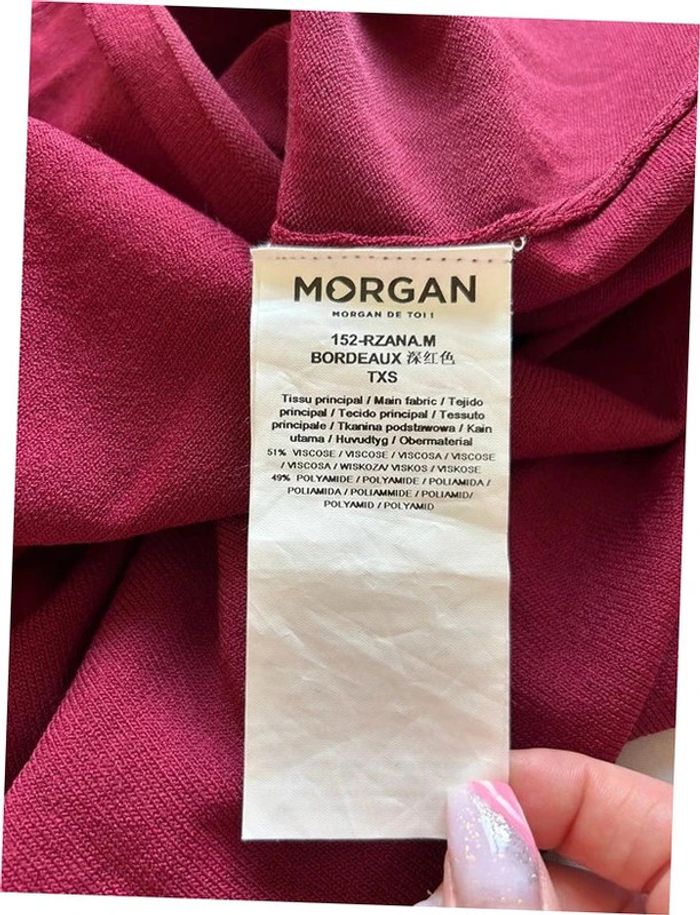 MORGAN
MORGAN DE TOI !
152-RZANA.M
BORDEAUX 深红色
TXS
Tissu principal / Main fabric / Tejido
principal / Tecido principal / Tessuto
principale / Tkanina podstawowa / Kain
utama / Huvudtyg / Obermaterial
51% VISCOSE / VISCOSE / VISCOSA / VISCOSE
/ VISCOSA / WISKOZA/ VISKOS / VISKOSE
49% POLYAMIDE / POLYAMIDE / POLIAMIDA /
POLIAMIDA / POLIAMMIDE / POLIAMID/
POLYAMID / POLYAMID